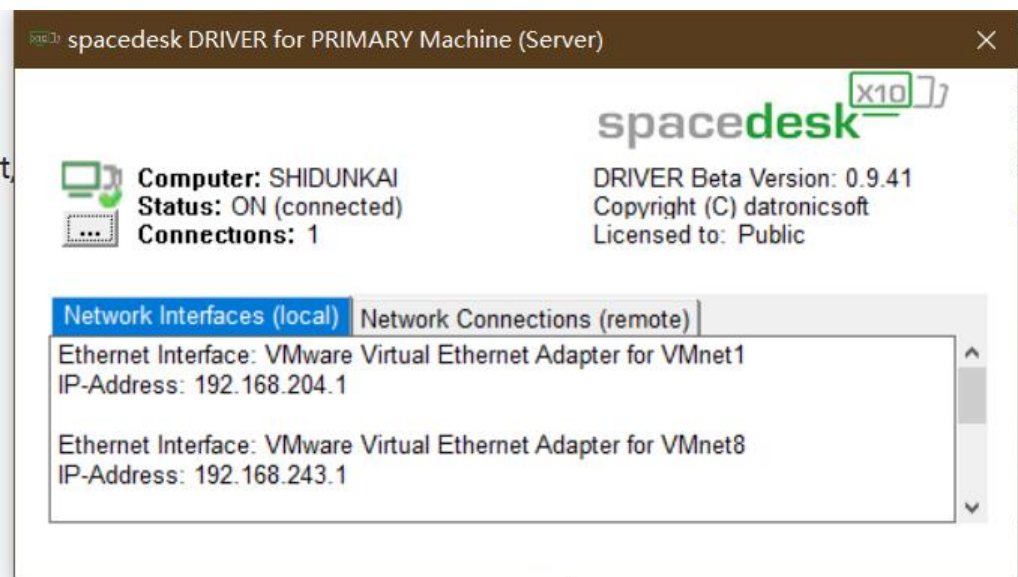 spacedesk DRIVER for PRIMARY Machine (Server)
spacedesk X10
t,
Computer: SHIDUNKAI
Status: ON (connected)
Connections: 1
...
DRIVER Beta Version: 0.9.41
Copyright (C) datronicsoft
Licensed to: Public
Network Interfaces (local)
Network Connections (remote)
Ethernet Interface: VMware Virtual Ethernet Adapter for VMnet1
IP-Address: 192.168.204.1
Ethernet Interface: VMware Virtual Ethernet Adapter for VMnet8
IP-Address: 192.168.243.1